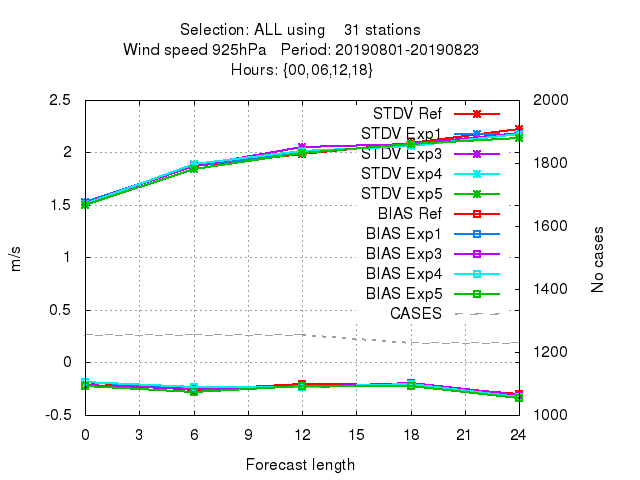 Selection: ALL using    31 stations
Wind speed 925hPa   Period: 20190801-20190823
Hours: {00,06,12,18}
2.5
2
1.5
1
0.5
0
-0.5
m/s
2000
1800
1600
1400
1200
1000
No cases
STDV Ref
STDV Exp1
STDV Exp3
STDV Exp4
STDV Exp5
BIAS Ref
BIAS Exp1
BIAS Exp3
BIAS Exp4
BIAS Exp5
CASES
0 3 6 9 12 15 18 21 24
Forecast length